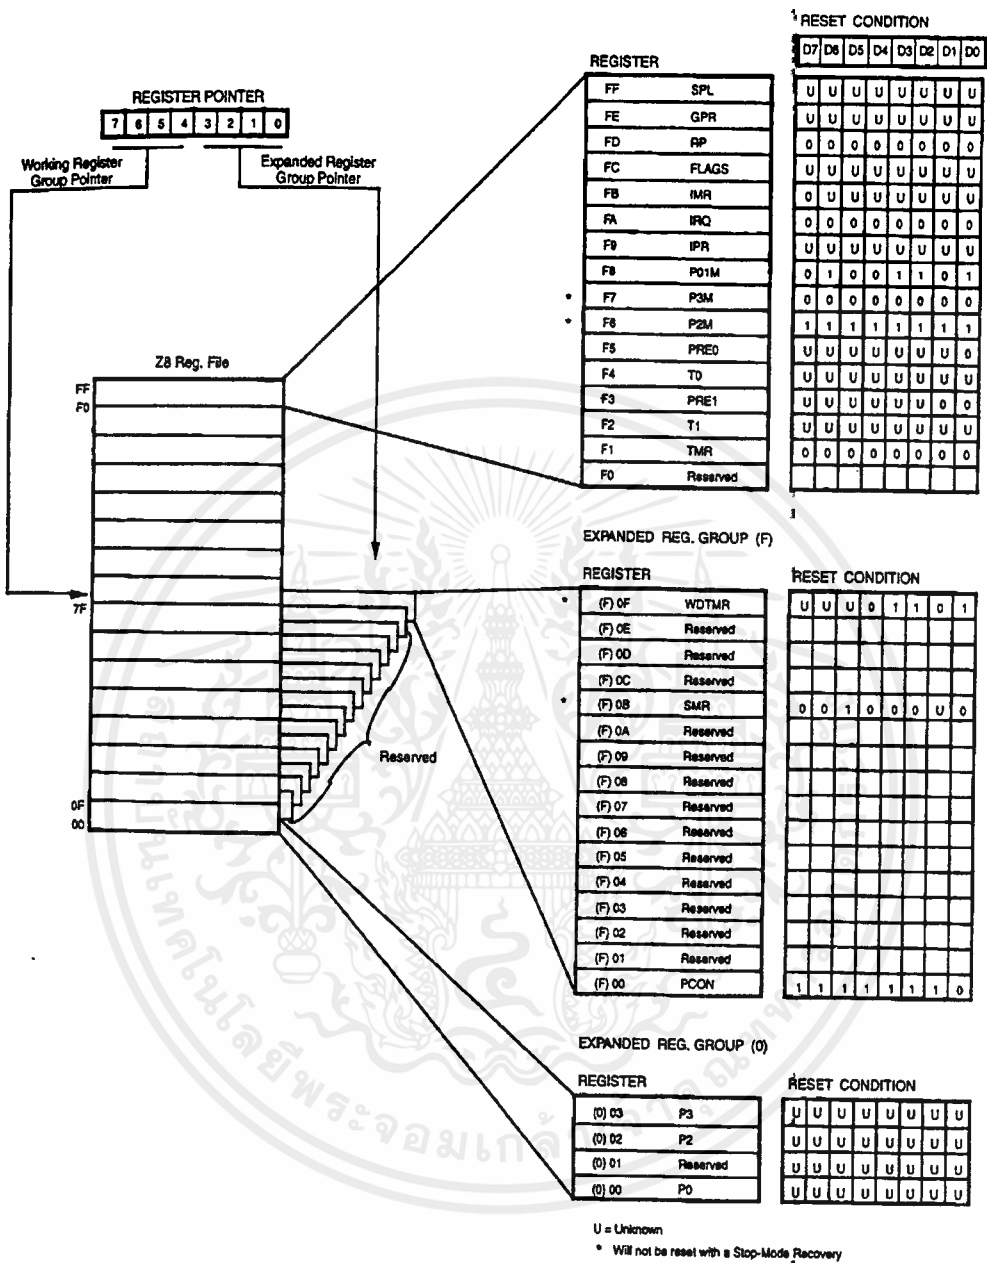 RESET CONDITION
D7 D6 D5 D4 D3 D2 D1 D0
REGISTER
FF SPL U U U U U U U U
FE GPR U U U U U U U U
FD RP 0 0 0 0 0 0 0 0
FC FLAGS U U U U U U U U
FB IMR 0 U U U U U U U
FA IRQ 0 0 0 0 0 0 0 0
F9 IPR U U U U U U U U
F8 P01M 0 1 0 0 1 1 0 1
* F7 P3M 0 0 0 0 0 0 0 0
* F6 P2M 1 1 1 1 1 1 1 1
F5 PRE0 U U U U U U U 0
F4 T0 U U U U U U U U
F3 PRE1 U U U U U U 0 0
F2 T1 U U U U U U U U
F1 TMR 0 0 0 0 0 0 0 0
F0 Reserved
REGISTER POINTER
7 6 5 4 3 2 1 0
Working Register Group Pointer
Expanded Register Group Pointer
Z8 Reg. File
FF
F0
7F
0F
00
Reserved
EXPANDED REG. GROUP (F)
REGISTER RESET CONDITION
* (F) 0F WDTMR U U U 0 1 1 0 1
(F) 0E Reserved
(F) 0D Reserved
(F) 0C Reserved
* (F) 0B SMR 0 0 1 0 0 0 U 0
(F) 0A Reserved
(F) 09 Reserved
(F) 08 Reserved
(F) 07 Reserved
(F) 06 Reserved
(F) 05 Reserved
(F) 04 Reserved
(F) 03 Reserved
(F) 02 Reserved
(F) 01 Reserved
(F) 00 PCON 1 1 1 1 1 1 1 0
EXPANDED REG. GROUP (0)
REGISTER RESET CONDITION
(0) 03 P3 U U U U U U U U
(0) 02 P2 U U U U U U U U
(0) 01 Reserved U U U U U U U U
(0) 00 P0 U U U U U U U U
U = Unknown
* Will not be reset with a Stop-Mode Recovery